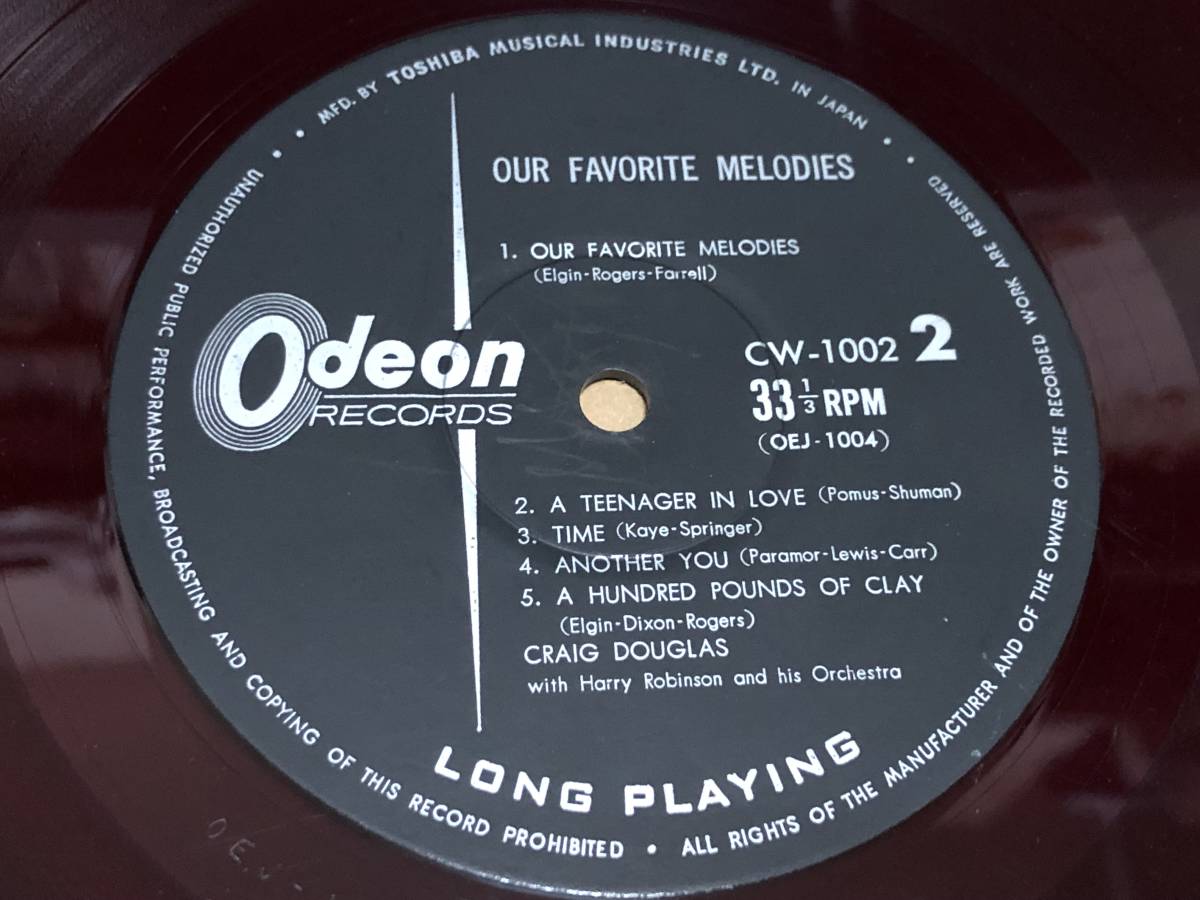 MFD. BY TOSHIBA MUSICAL INDUSTRIES LTD. IN JAPAN
OUR FAVORITE MELODIES
1. OUR FAVORITE MELODIES
(Elgin-Rogers-Farrell)
Odeon
RECORDS
CW-1002 2
33 1/3 RPM
(OEJ-1004)
2. A TEENAGER IN LOVE (Pomus-Shuman)
3. TIME (Kaye-Springer)
4. ANOTHER YOU (Paramor-Lewis-Carr)
5. A HUNDRED POUNDS OF CLAY
(Elgin-Dixon-Rogers)
CRAIG DOUGLAS
with Harry Robinson and his Orchestra
LONG PLAYING
UNAUTHORIZED PUBLIC PERFORMANCE, BROADCASTING AND COPYING OF THIS RECORD PROHIBITED • ALL RIGHTS OF THE MANUFACTURER AND OF THE OWNER OF THE RECORDED WORK ARE RESERVED